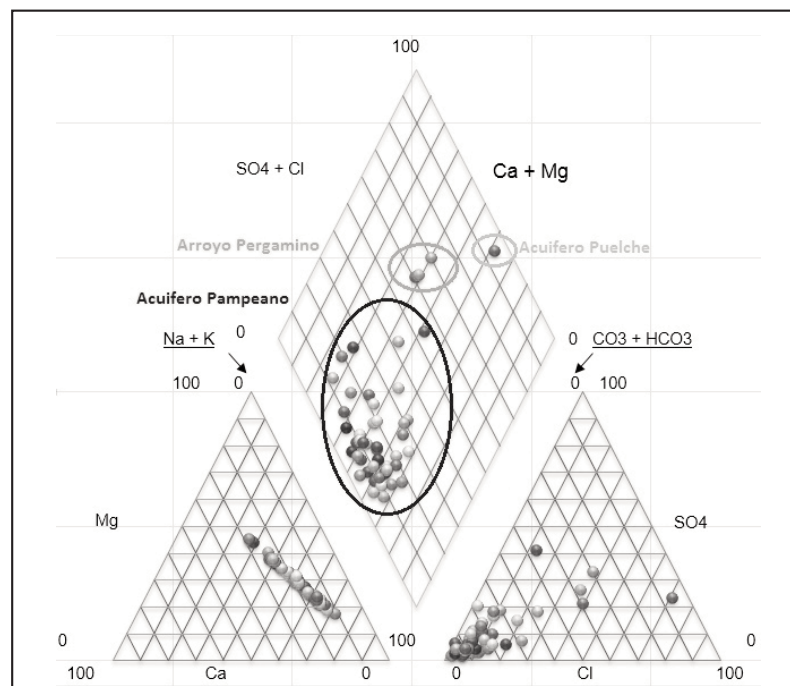 100
SO4 + Cl
Ca + Mg
Arroyo Pergamino
Acuifero Puelche
Acuifero Pampeano
Na + K
0
0
CO3 + HCO3
100
0
0
100
Mg
SO4
0
100
0
100
Ca
0
0
Cl
100